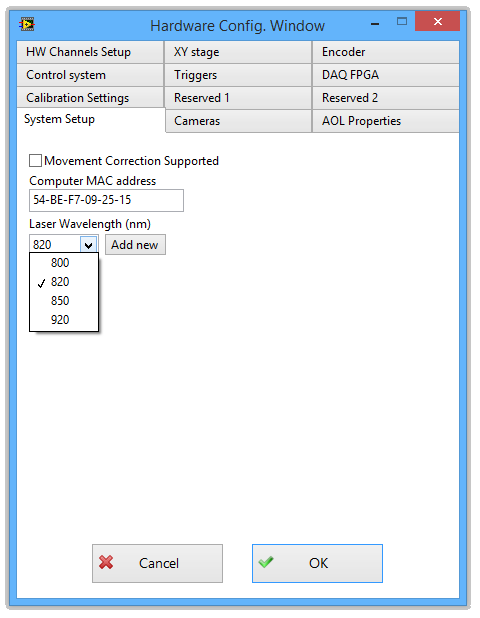 Hardware Config. Window
HW Channels Setup XY stage Encoder
Control system Triggers DAQ FPGA
Calibration Settings Reserved 1 Reserved 2
System Setup Cameras AOL Properties
Movement Correction Supported
Computer MAC address
54-BE-F7-09-25-15
Laser Wavelength (nm)
820 Add new
800
820
850
920
Cancel OK